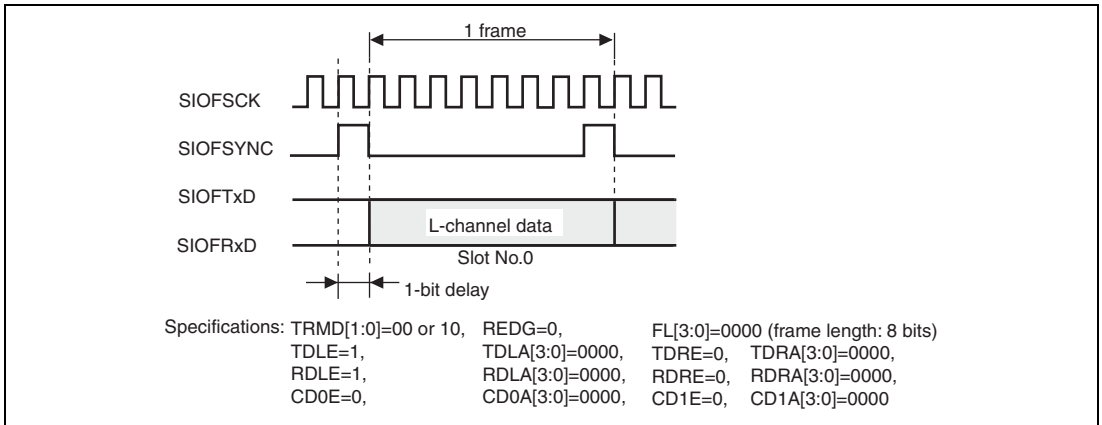 1 frame
SIOFSCK
SIOFSYNC
SIOFTxD
L-channel data
SIOFRxD
Slot No.0
1-bit delay
Specifications: TRMD[1:0]=00 or 10, REDG=0, FL[3:0]=0000 (frame length: 8 bits)
TDLE=1, TDLA[3:0]=0000, TDRE=0, TDRA[3:0]=0000,
RDLE=1, RDLA[3:0]=0000, RDRE=0, RDRA[3:0]=0000,
CD0E=0, CD0A[3:0]=0000, CD1E=0, CD1A[3:0]=0000